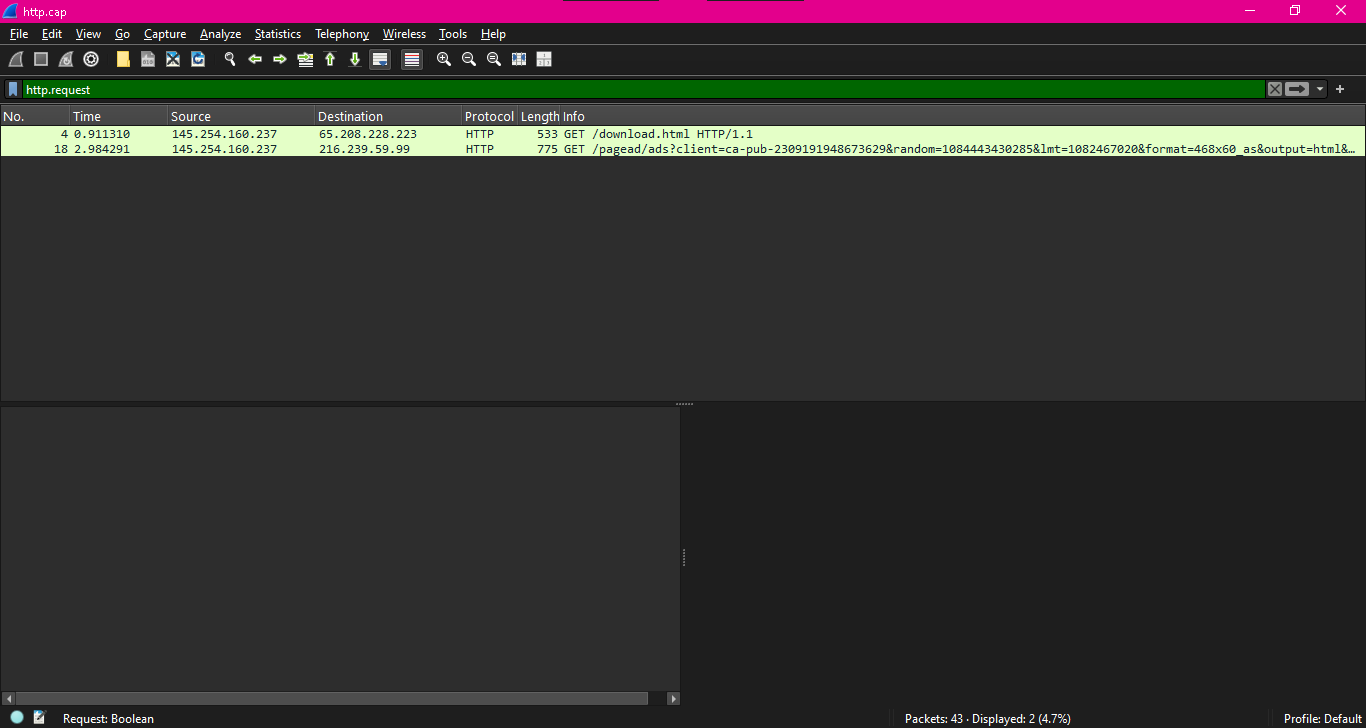 http.cap
File Edit View Go Capture Analyze Statistics Telephony Wireless Tools Help
http.request
No. Time Source Destination Protocol Length Info
4 0.911310 145.254.160.237 65.208.228.223 HTTP 533 GET /download.html HTTP/1.1
18 2.984291 145.254.160.237 216.239.59.99 HTTP 775 GET /pagead/ads?client=ca-pub-2309191948673629&random=1084443430285&lmt=1082467020&format=468x60_as&output=html&…
Request: Boolean Packets: 43 · Displayed: 2 (4.7%) Profile: Default